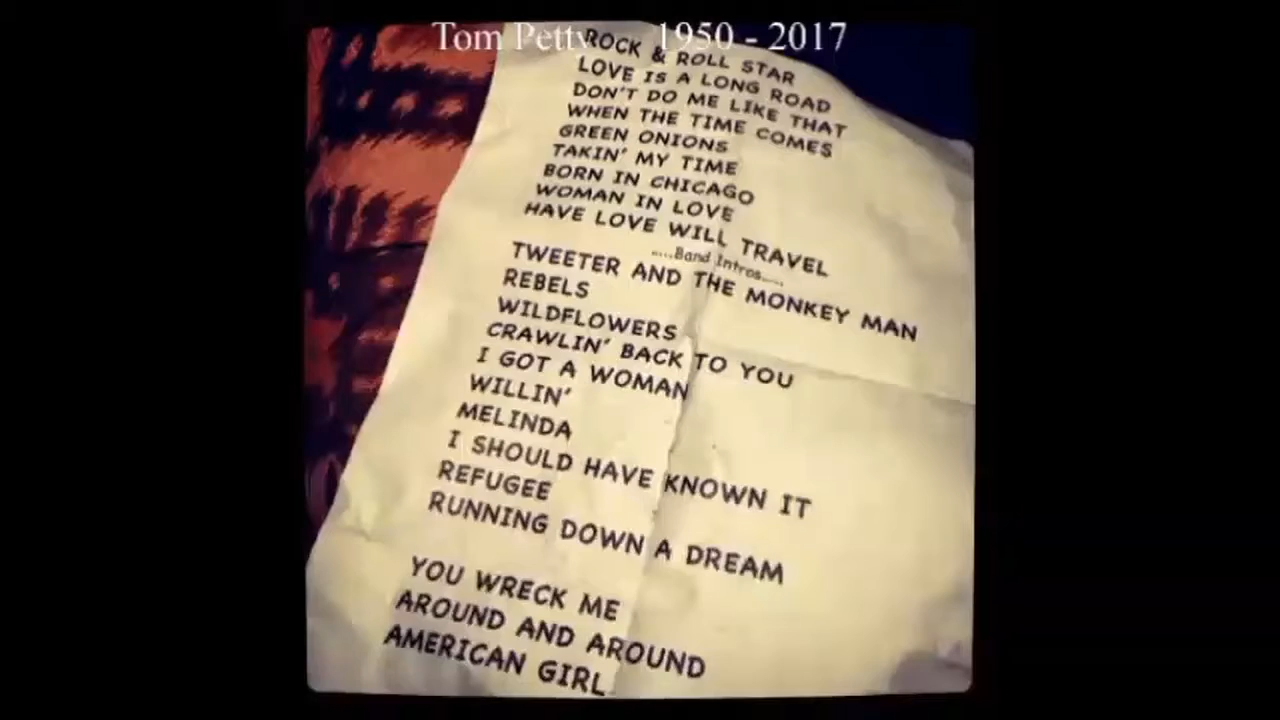 Tom Petty 1950 - 2017
ROCK & ROLL STAR
LOVE IS A LONG ROAD
DON'T DO ME LIKE THAT
WHEN THE TIME COMES
GREEN ONIONS
TAKIN' MY TIME
BORN IN CHICAGO
WOMAN IN LOVE
HAVE LOVE WILL TRAVEL
.....Band Intros.....
TWEETER AND THE MONKEY MAN
REBELS
WILDFLOWERS
CRAWLIN' BACK TO YOU
I GOT A WOMAN
WILLIN'
MELINDA
I SHOULD HAVE KNOWN IT
REFUGEE
RUNNING DOWN A DREAM
YOU WRECK ME
AROUND AND AROUND
AMERICAN GIRL